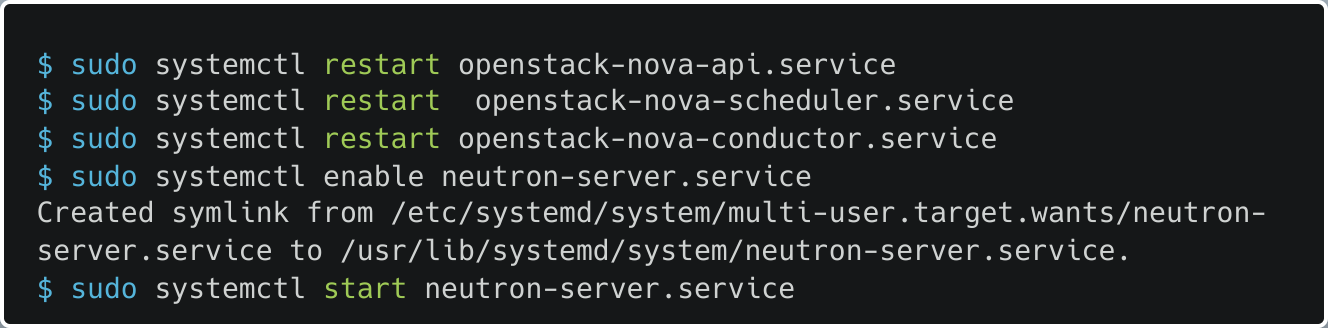 $ sudo systemctl restart openstack-nova-api.service
$ sudo systemctl restart  openstack-nova-scheduler.service
$ sudo systemctl restart openstack-nova-conductor.service
$ sudo systemctl enable neutron-server.service
Created symlink from /etc/systemd/system/multi-user.target.wants/neutron-
server.service to /usr/lib/systemd/system/neutron-server.service.
$ sudo systemctl start neutron-server.service